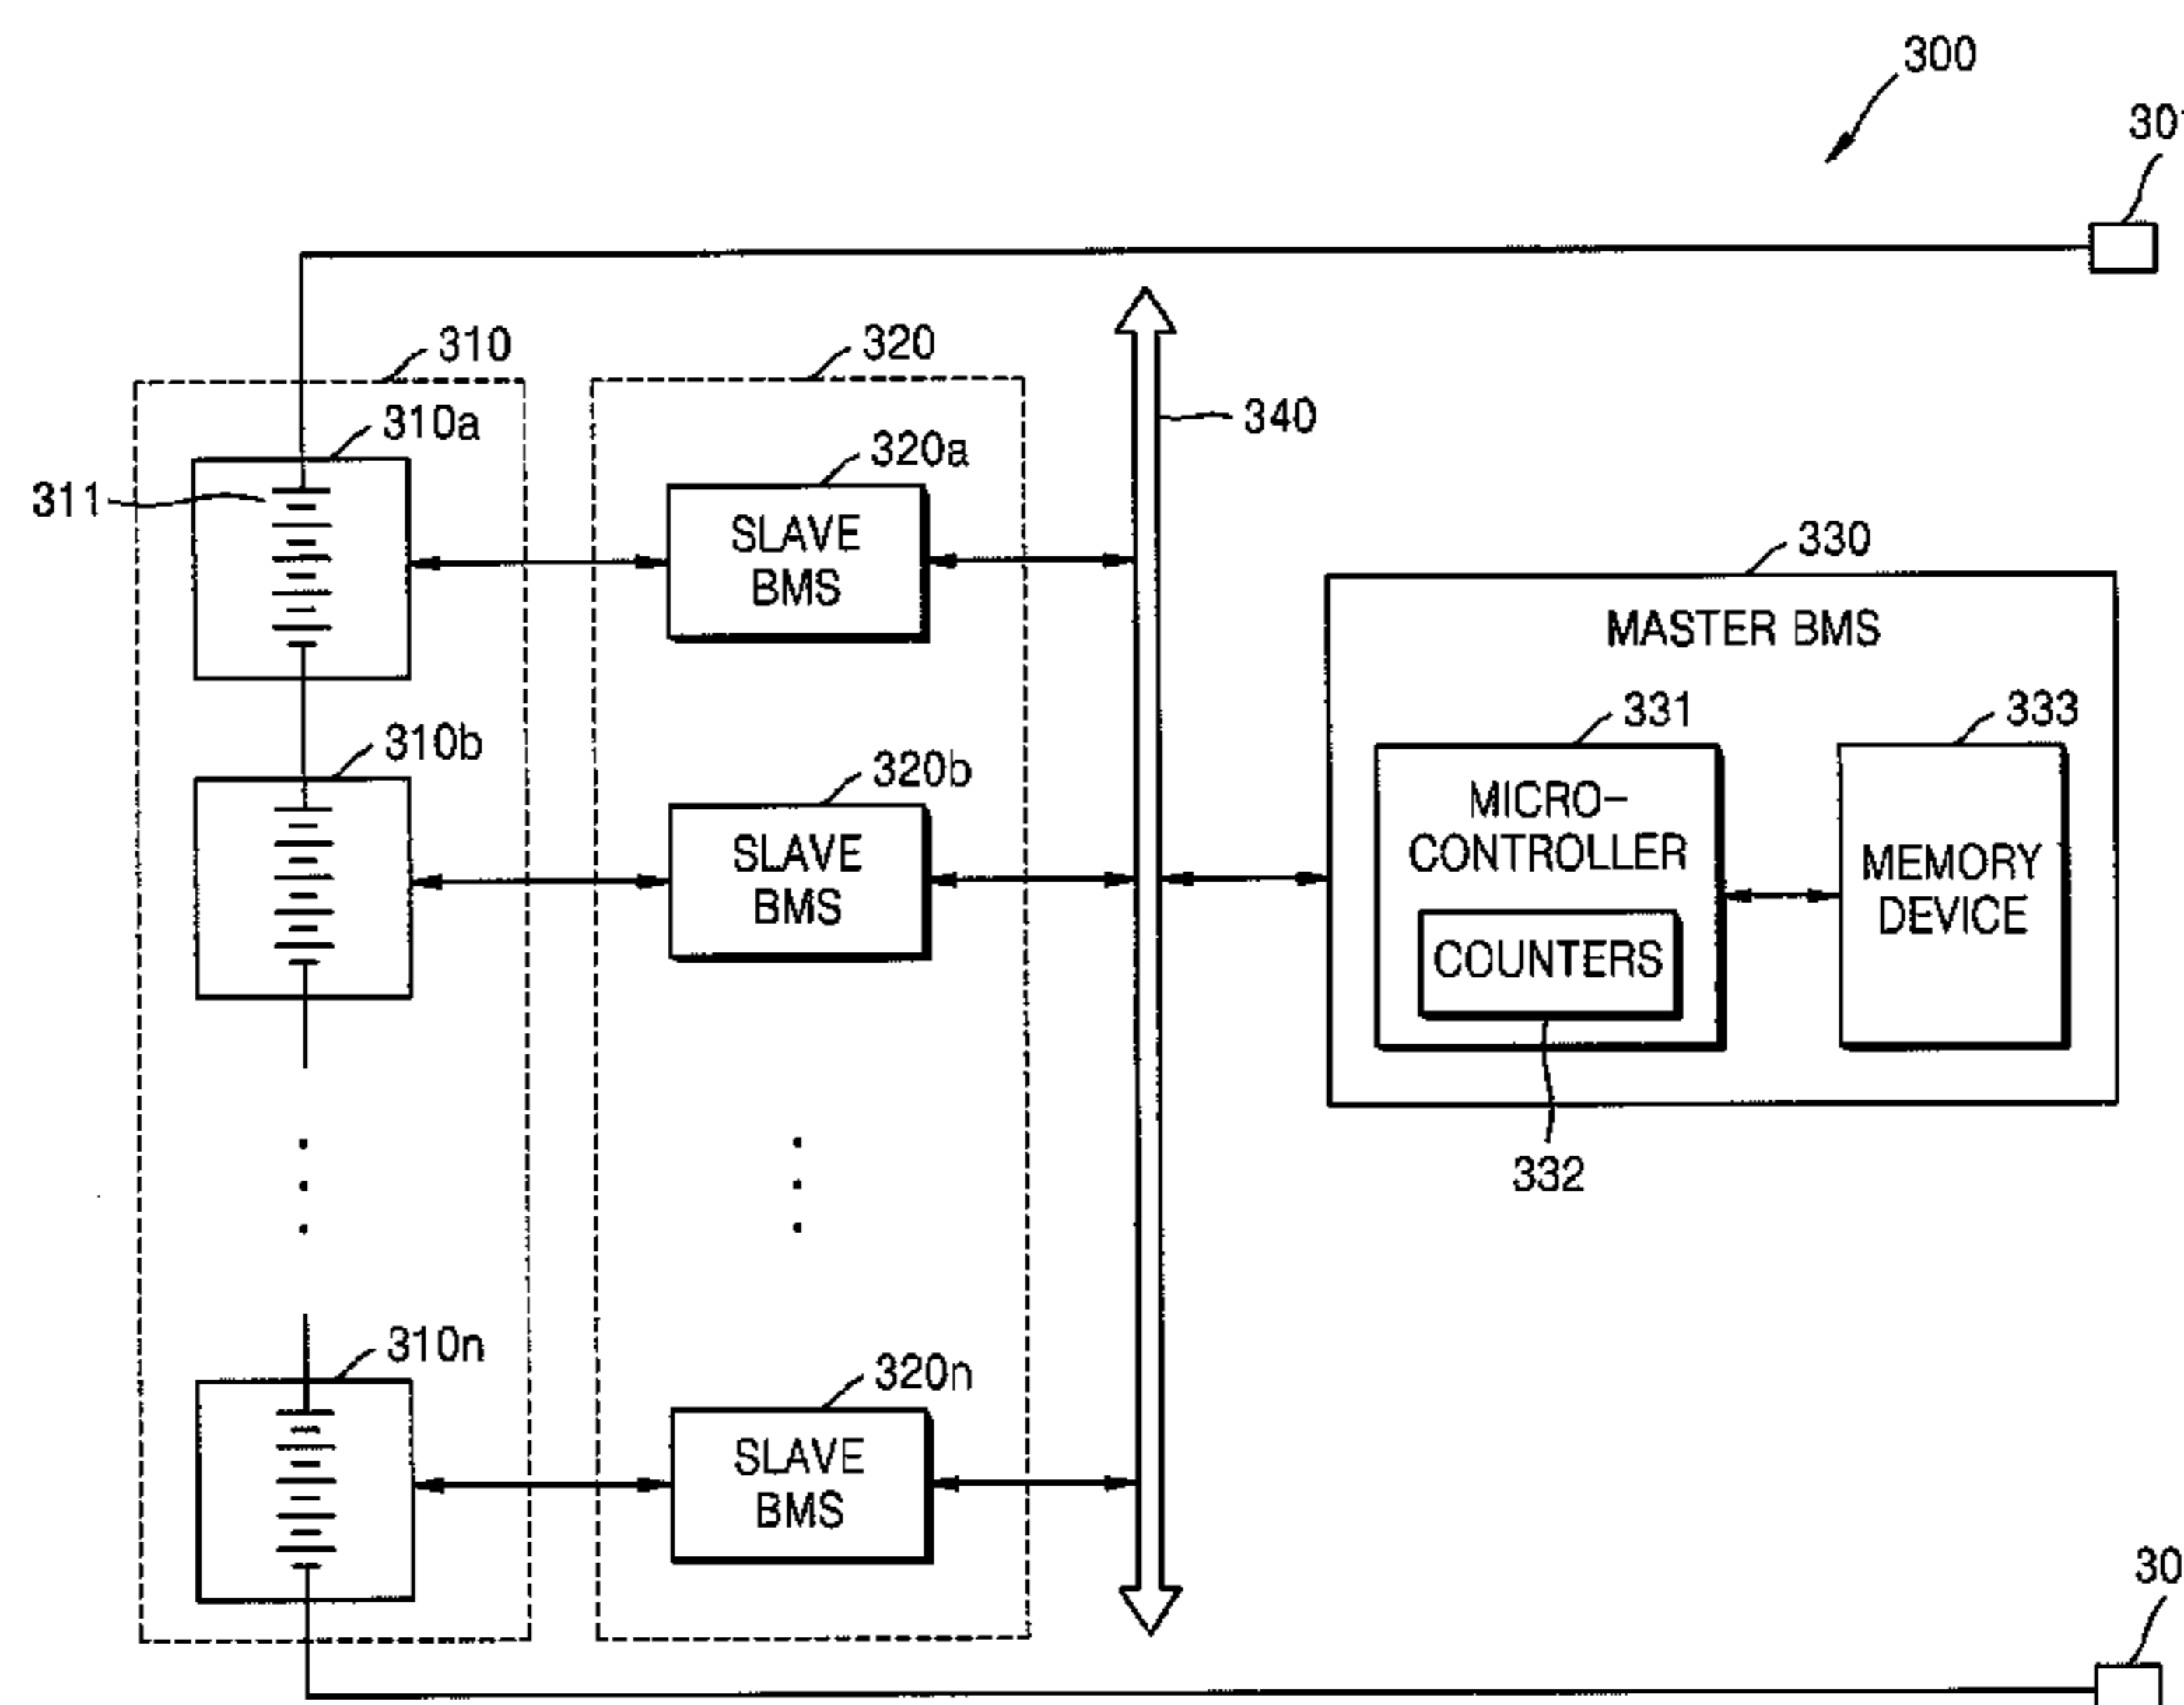 300
310
320
310a
340
320a
311
SLAVE
BMS
330
MASTER BMS
331
333
310b
320b
MICRO-
CONTROLLER
SLAVE
BMS
MEMORY
DEVICE
COUNTERS
332
310n
320n
SLAVE
BMS